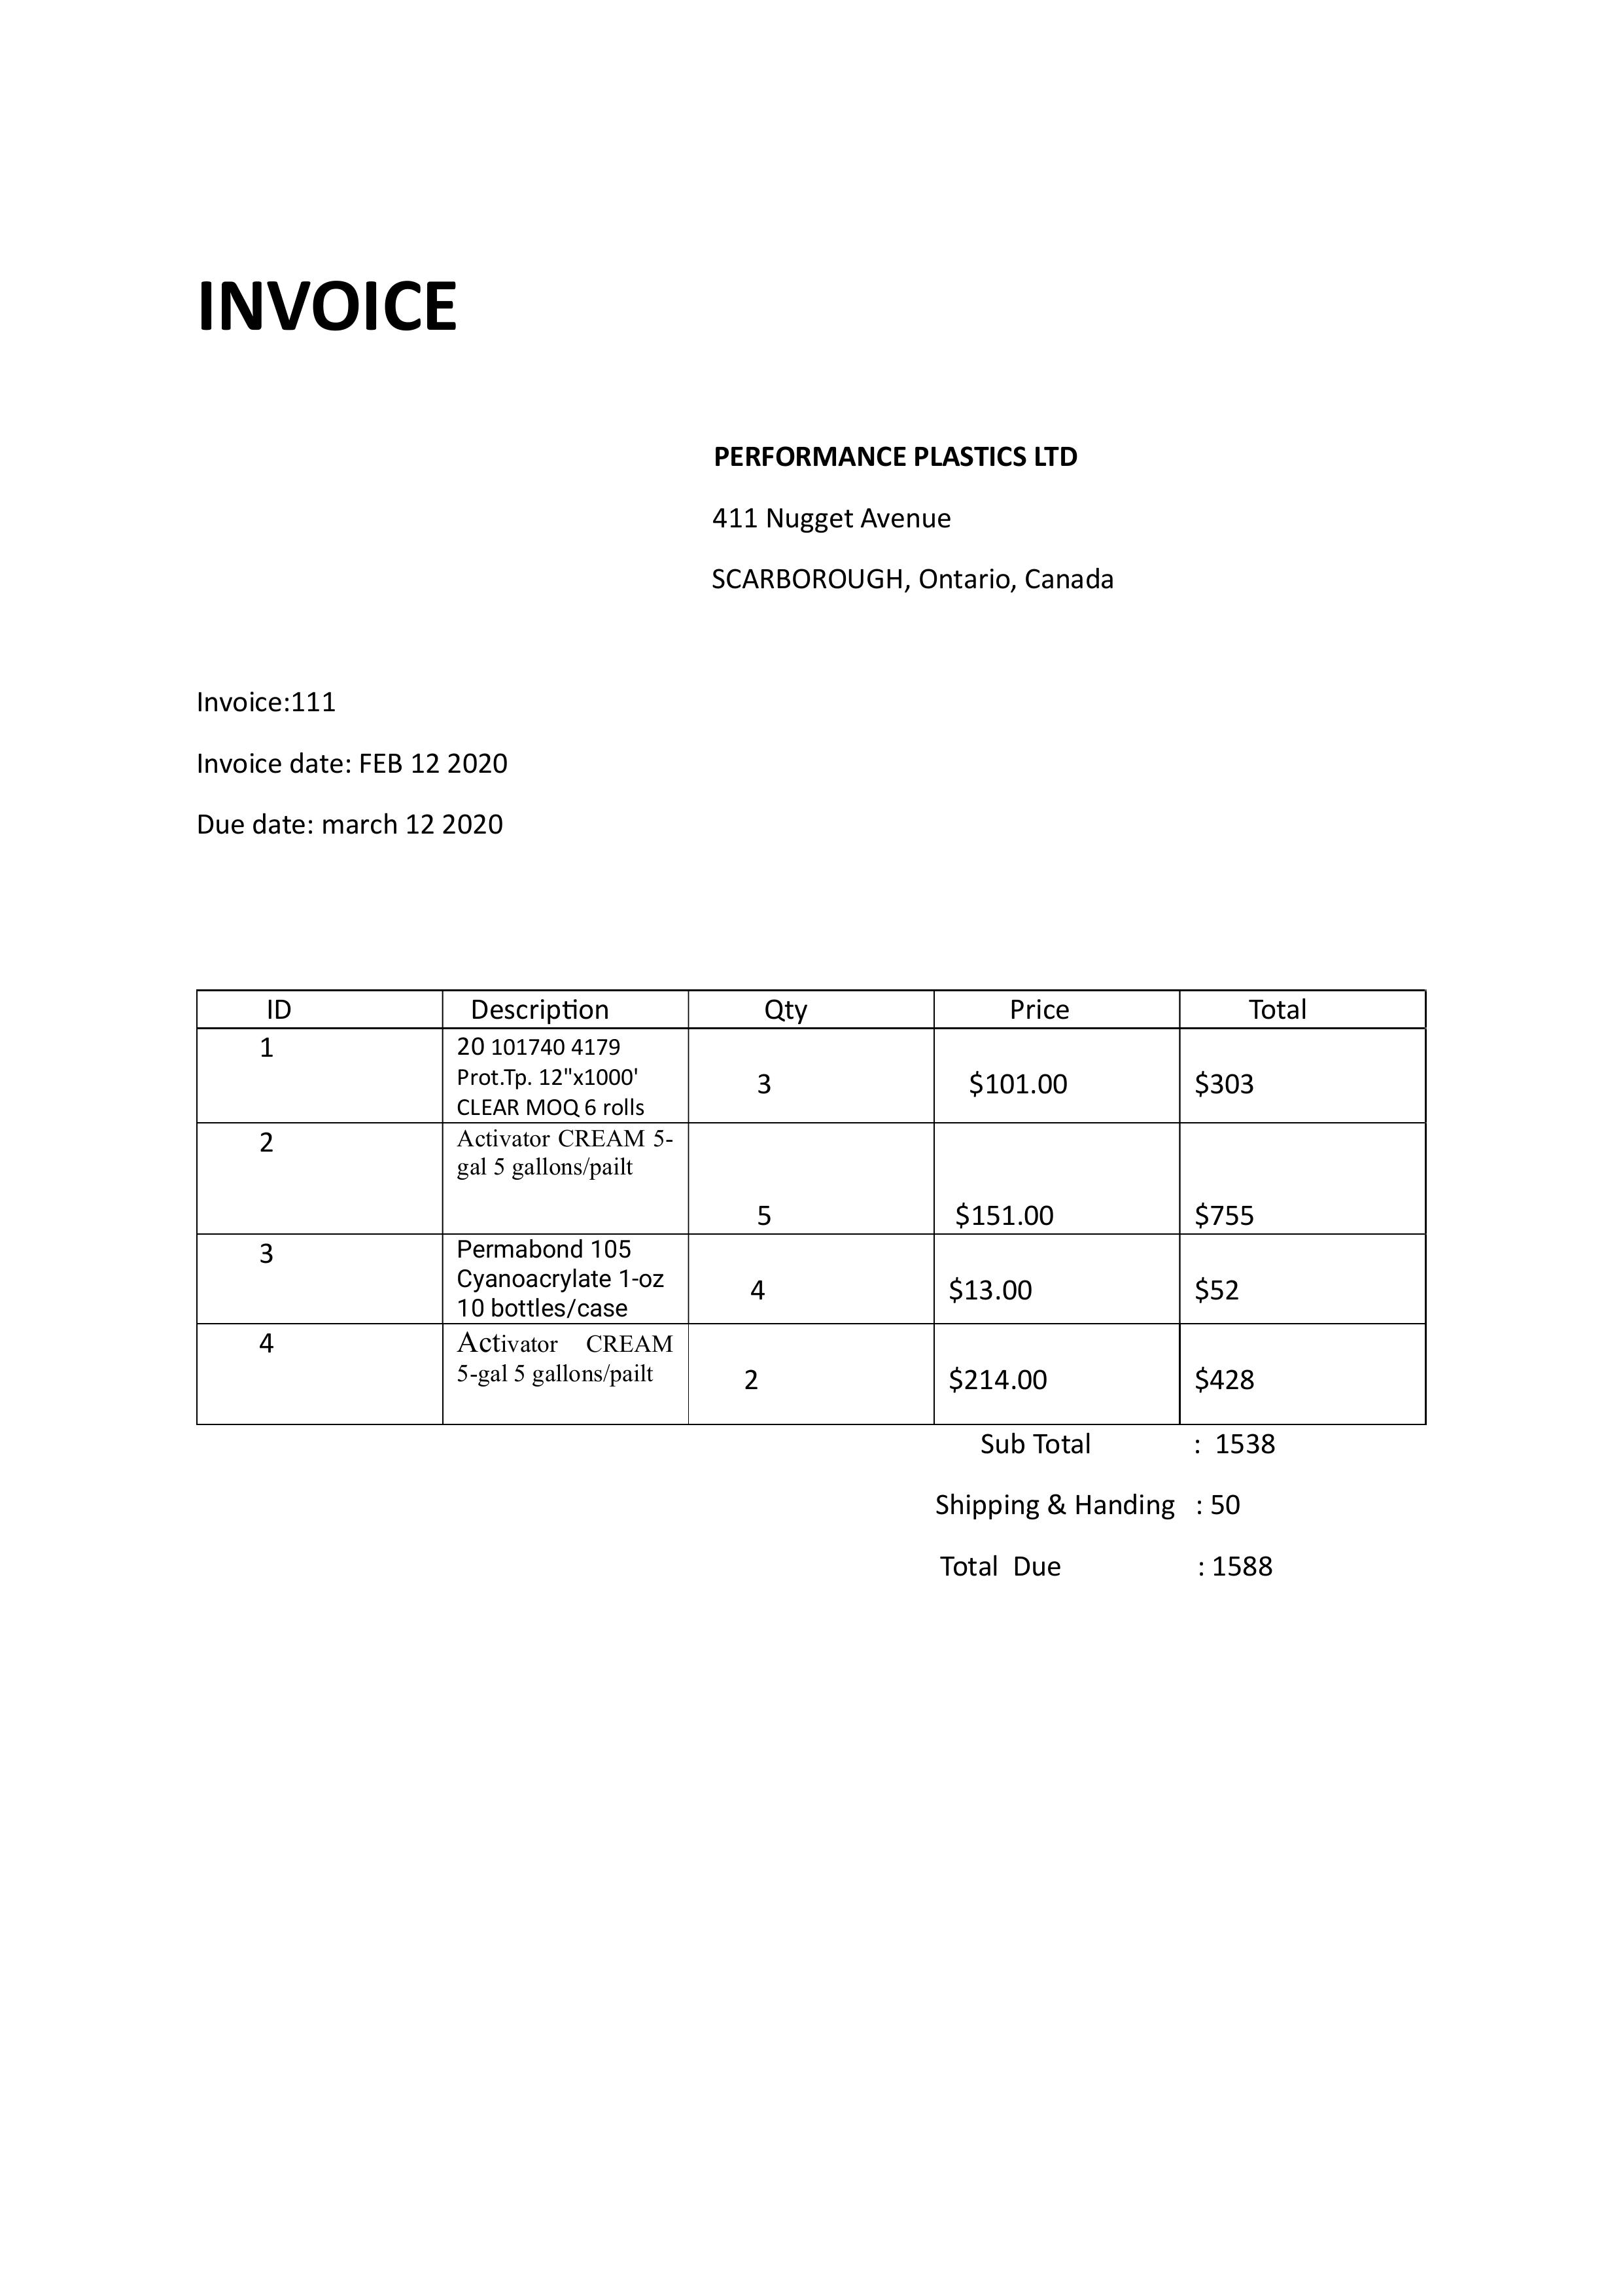 INVOICE
PERFORMANCE PLASTICS LTD
411 Nugget Avenue
SCARBOROUGH, Ontario, Canada
Invoice:111
Invoice date: FEB 12 2020
Due date: march 12 2020
ID Description Qty Price Total
1 20 101740 4179
Prot.Tp. 12"x1000'
CLEAR MOQ 6 rolls
3 $101.00 $303
2 Activator CREAM 5-
gal 5 gallons/pailt
5 $151.00 $755
3 Permabond 105
Cyanoacrylate 1-oz
10 bottles/case
4 $13.00 $52
4 Activator CREAM
5-gal 5 gallons/pailt
2 $214.00 $428
Sub Total : 1538
Shipping & Handing : 50
Total Due : 1588